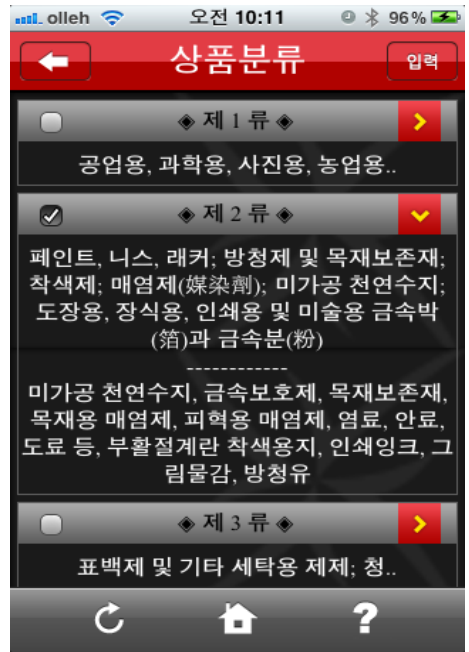 olleh 오전 10:11 96%
상품분류
입력
◈ 제 1 류 ◈
공업용, 과학용, 사진용, 농업용..
◈ 제 2 류 ◈
페인트, 니스, 래커; 방청제 및 목재보존재;
착색제; 매염제(媒染劑); 미가공 천연수지;
도장용, 장식용, 인쇄용 및 미술용 금속박
(箔)과 금속분(粉)
------------
미가공 천연수지, 금속보호제, 목재보존재,
목재용 매염제, 피혁용 매염제, 염료, 안료,
도료 등, 부활절계란 착색용지, 인쇄잉크, 그
림물감, 방청유
◈ 제 3 류 ◈
표백제 및 기타 세탁용 제제; 청..
?